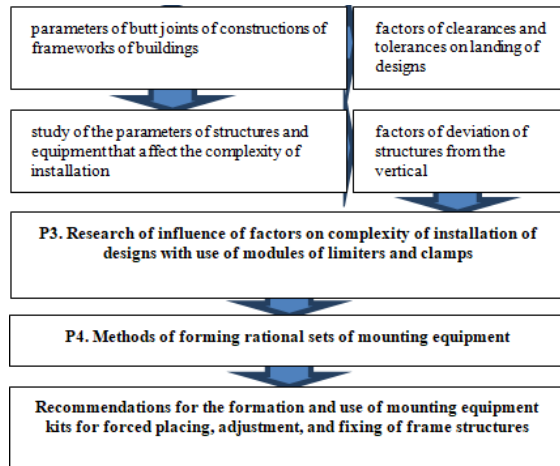 parameters of butt joints of constructions of
frameworks of buildings
factors of clearances and
tolerances on landing of
designs
study of the parameters of structures and
equipment that affect the complexity of
installation
factors of deviation of
structures from the
vertical
P3. Research of influence of factors on complexity of installation of
designs with use of modules of limiters and clamps
P4. Methods of forming rational sets of mounting equipment
Recommendations for the formation and use of mounting equipment
kits for forced placing, adjustment, and fixing of frame structures